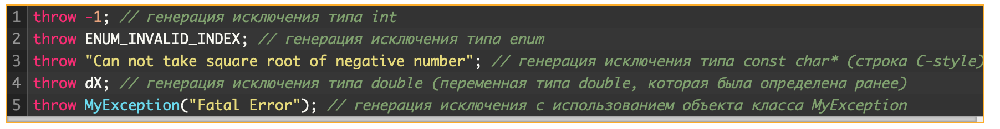 1 throw -1; // генерация исключения типа int
2 throw ENUM_INVALID_INDEX; // генерация исключения типа enum
3 throw "Can not take square root of negative number"; // генерация исключения типа const char* (строка C-style)
4 throw dX; // генерация исключения типа double (переменная типа double, которая была определена ранее)
5 throw MyException("Fatal Error"); // генерация исключения с использованием объекта класса MyException